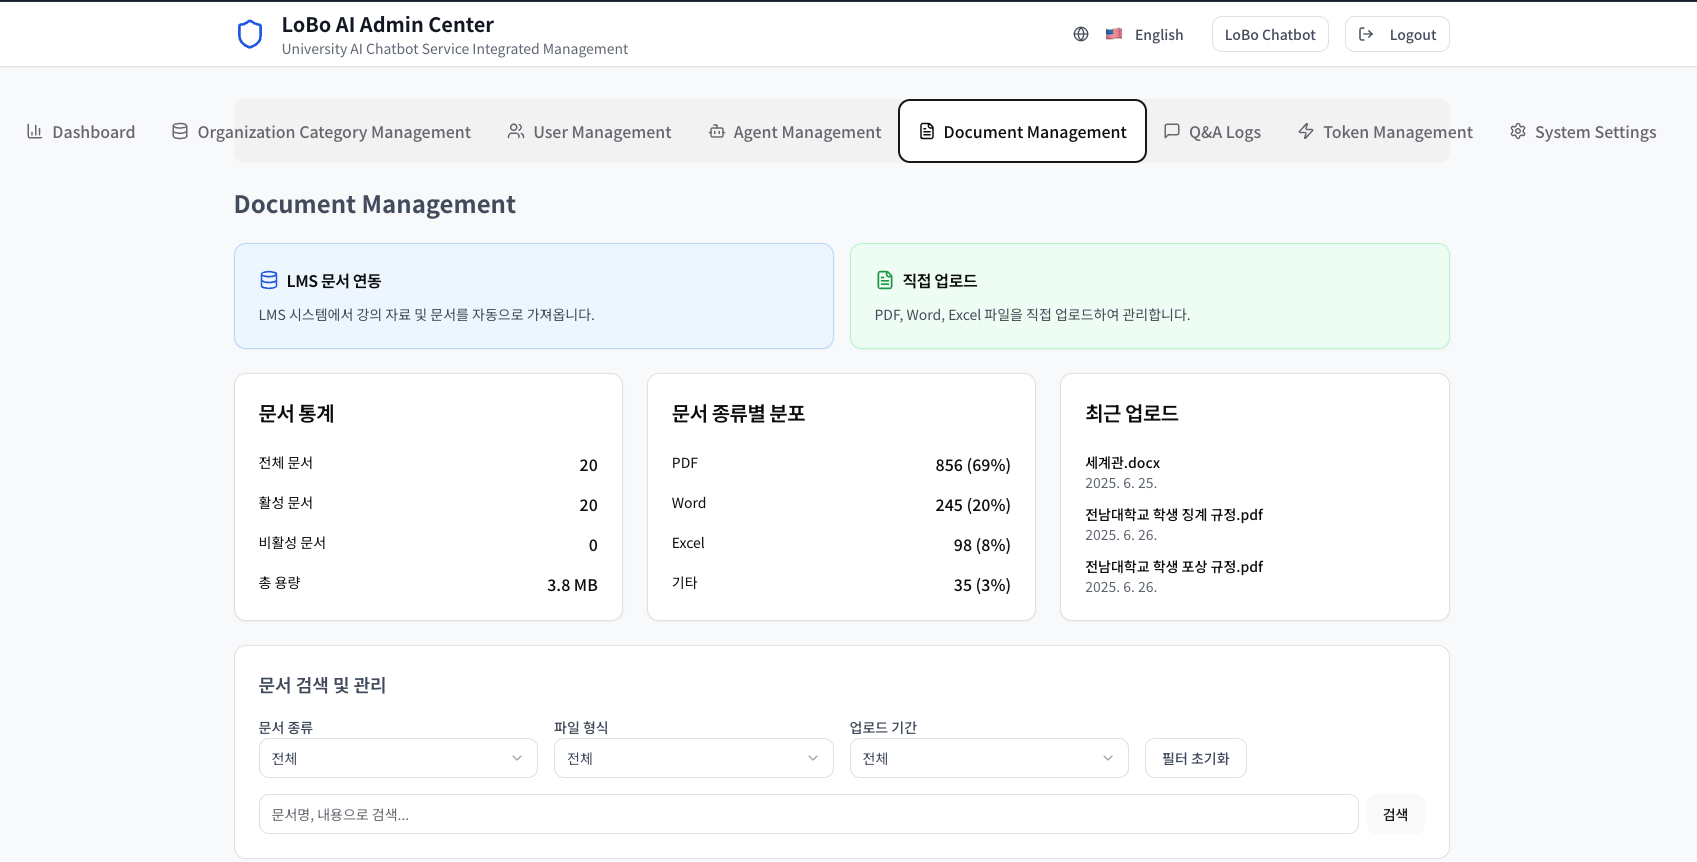 LoBo AI Admin Center
University AI Chatbot Service Integrated Management
English
LoBo Chatbot
Logout
Dashboard
Organization Category Management
User Management
Agent Management
Document Management
Q&A Logs
Token Management
System Settings
Document Management
LMS 문서 연동
LMS 시스템에서 강의 자료 및 문서를 자동으로 가져옵니다.
직접 업로드
PDF, Word, Excel 파일을 직접 업로드하여 관리합니다.
문서 통계
전체 문서 20
활성 문서 20
비활성 문서 0
총 용량 3.8 MB
문서 종류별 분포
PDF 856 (69%)
Word 245 (20%)
Excel 98 (8%)
기타 35 (3%)
최근 업로드
세계관.docx
2025. 6. 25.
전남대학교 학생 징계 규정.pdf
2025. 6. 26.
전남대학교 학생 포상 규정.pdf
2025. 6. 26.
문서 검색 및 관리
문서 종류
전체
파일 형식
전체
업로드 기간
전체
필터 초기화
문서명, 내용으로 검색...
검색